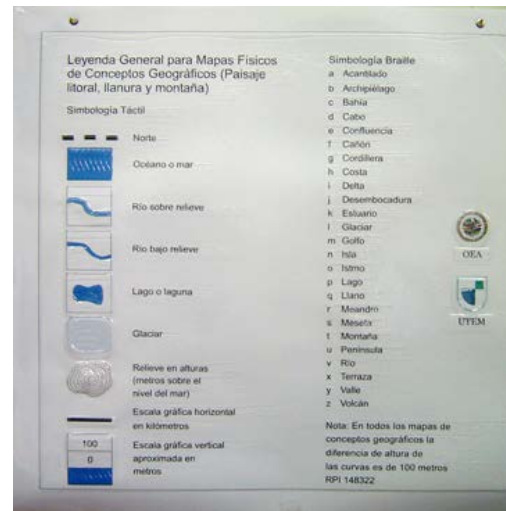 Leyenda General para Mapas Físicos
de Conceptos Geográficos (Paisaje
litoral, llanura y montaña)
Simbología Táctil
Norte
Océano o mar
Río sobre relieve
Río bajo relieve
Lago o laguna
Glaciar
Relieve en alturas
(metros sobre el
nivel del mar)
Escala gráfica horizontal
en kilómetros
100
0
Escala gráfica vertical
aproximada en
metros
Simbología Braille
a Acantilado
b Archipiélago
c Bahía
d Cabo
e Confluencia
f Cañón
g Cordillera
h Costa
i Delta
j Desembocadura
k Estuario
l Glaciar
m Golfo
n Isla
o Istmo
p Lago
q Llano
r Meandro
s Meseta
t Montaña
u Península
v Río
x Terraza
y Valle
z Volcán
Nota: En todos los mapas de
conceptos geográficos la
diferencia de altura de
las curvas es de 100 metros
RPI 148322
OEA
UTEM